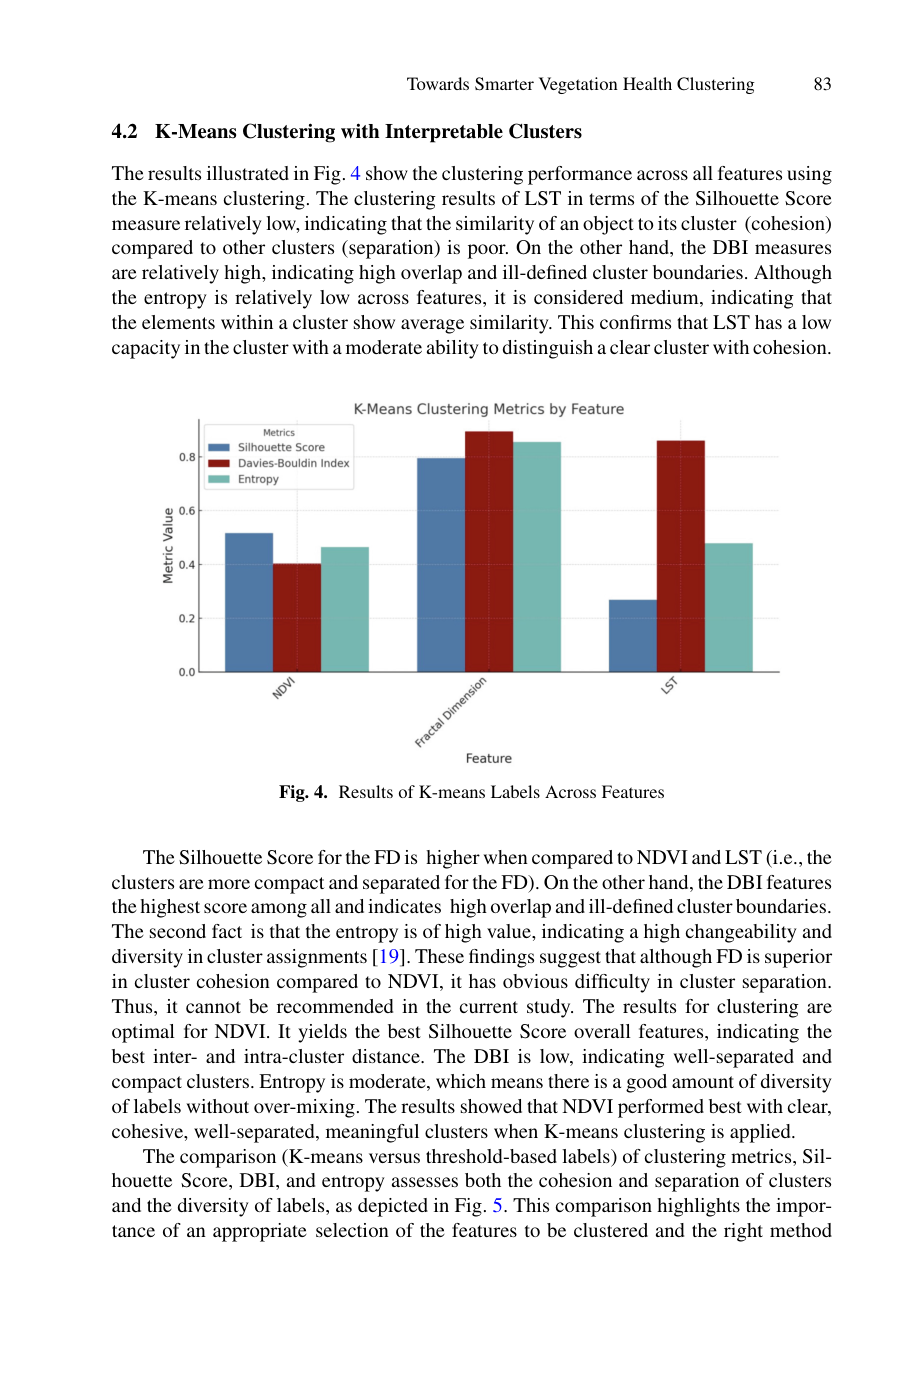 Towards Smarter Vegetation Health Clustering 83
4.2 K-Means Clustering with Interpretable Clusters
The results illustrated in Fig. 4 show the clustering performance across all features using
the K-means clustering. The clustering results of LST in terms of the Silhouette Score
measure relatively low, indicating that the similarity of an object to its cluster (cohesion)
compared to other clusters (separation) is poor. On the other hand, the DBI measures
are relatively high, indicating high overlap and ill-defined cluster boundaries. Although
the entropy is relatively low across features, it is considered medium, indicating that
the elements within a cluster show average similarity. This confirms that LST has a low
capacity in the cluster with a moderate ability to distinguish a clear cluster with cohesion.
K-Means Clustering Metrics by Feature
Metrics
Silhouette Score
Davies-Bouldin Index
Entropy
Metric Value
0.8
0.6
0.4
0.2
0.0
NDVI
Fractal Dimension
LST
Feature
Fig. 4. Results of K-means Labels Across Features
The Silhouette Score for the FD is higher when compared to NDVI and LST (i.e., the
clusters are more compact and separated for the FD). On the other hand, the DBI features
the highest score among all and indicates high overlap and ill-defined cluster boundaries.
The second fact is that the entropy is of high value, indicating a high changeability and
diversity in cluster assignments [19]. These findings suggest that although FD is superior
in cluster cohesion compared to NDVI, it has obvious difficulty in cluster separation.
Thus, it cannot be recommended in the current study. The results for clustering are
optimal for NDVI. It yields the best Silhouette Score overall features, indicating the
best inter- and intra-cluster distance. The DBI is low, indicating well-separated and
compact clusters. Entropy is moderate, which means there is a good amount of diversity
of labels without over-mixing. The results showed that NDVI performed best with clear,
cohesive, well-separated, meaningful clusters when K-means clustering is applied.
The comparison (K-means versus threshold-based labels) of clustering metrics, Sil-
houette Score, DBI, and entropy assesses both the cohesion and separation of clusters
and the diversity of labels, as depicted in Fig. 5. This comparison highlights the impor-
tance of an appropriate selection of the features to be clustered and the right method